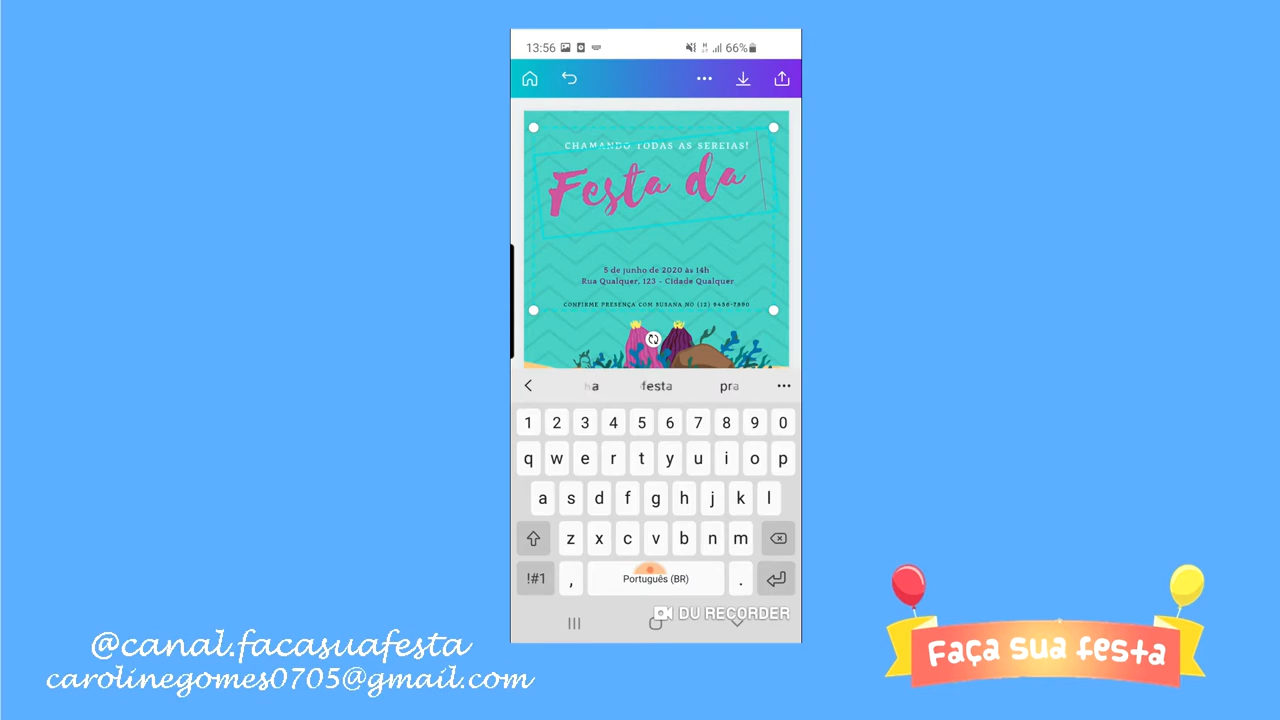 13:56
66%
CHAMANDO TODAS AS SEREIAS!
Festa da
5 de junho de 2020 às 14h
Rua Qualquer, 123 - Cidade Qualquer
CONFIRME PRESENÇA COM SUSANA NO (12) 3456-7890
a festa pra
1 2 3 4 5 6 7 8 9 0
q w e r t y u i o p
a s d f g h j k l
z x c v b n m
!#1 , Português (BR) .
DU RECORDER
@canal.facasuafesta
carolinegomes0705@gmail.com
Faça sua festa